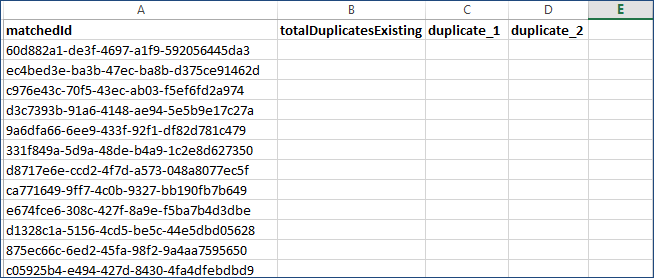 A B C D E
matchedId totalDuplicatesExisting duplicate_1 duplicate_2
60d882a1-de3f-4697-a1f9-592056445da3
ec4bed3e-ba3b-47ec-ba8b-d375ce91462d
c976e43c-70f5-43ec-ab03-f5ef6fd2a974
d3c7393b-91a6-4148-ae94-5e5b9e17c27a
9a6dfa66-6ee9-433f-92f1-df82d781c479
331f849a-5d9a-48de-b4a9-1c2e8d627350
d8717e6e-ccd2-4f7d-a573-048a8077ec5f
ca771649-9ff7-4c0b-9327-bb190fb7b649
e674fce6-308c-427f-8a9e-f5ba7b4d3dbe
d1328c1a-5156-4cd5-be5c-44e5dbd05628
875ec66c-6ed2-45fa-98f2-9a4aa7595650
c05925b4-e494-427d-8430-4fa4dfebdbd9